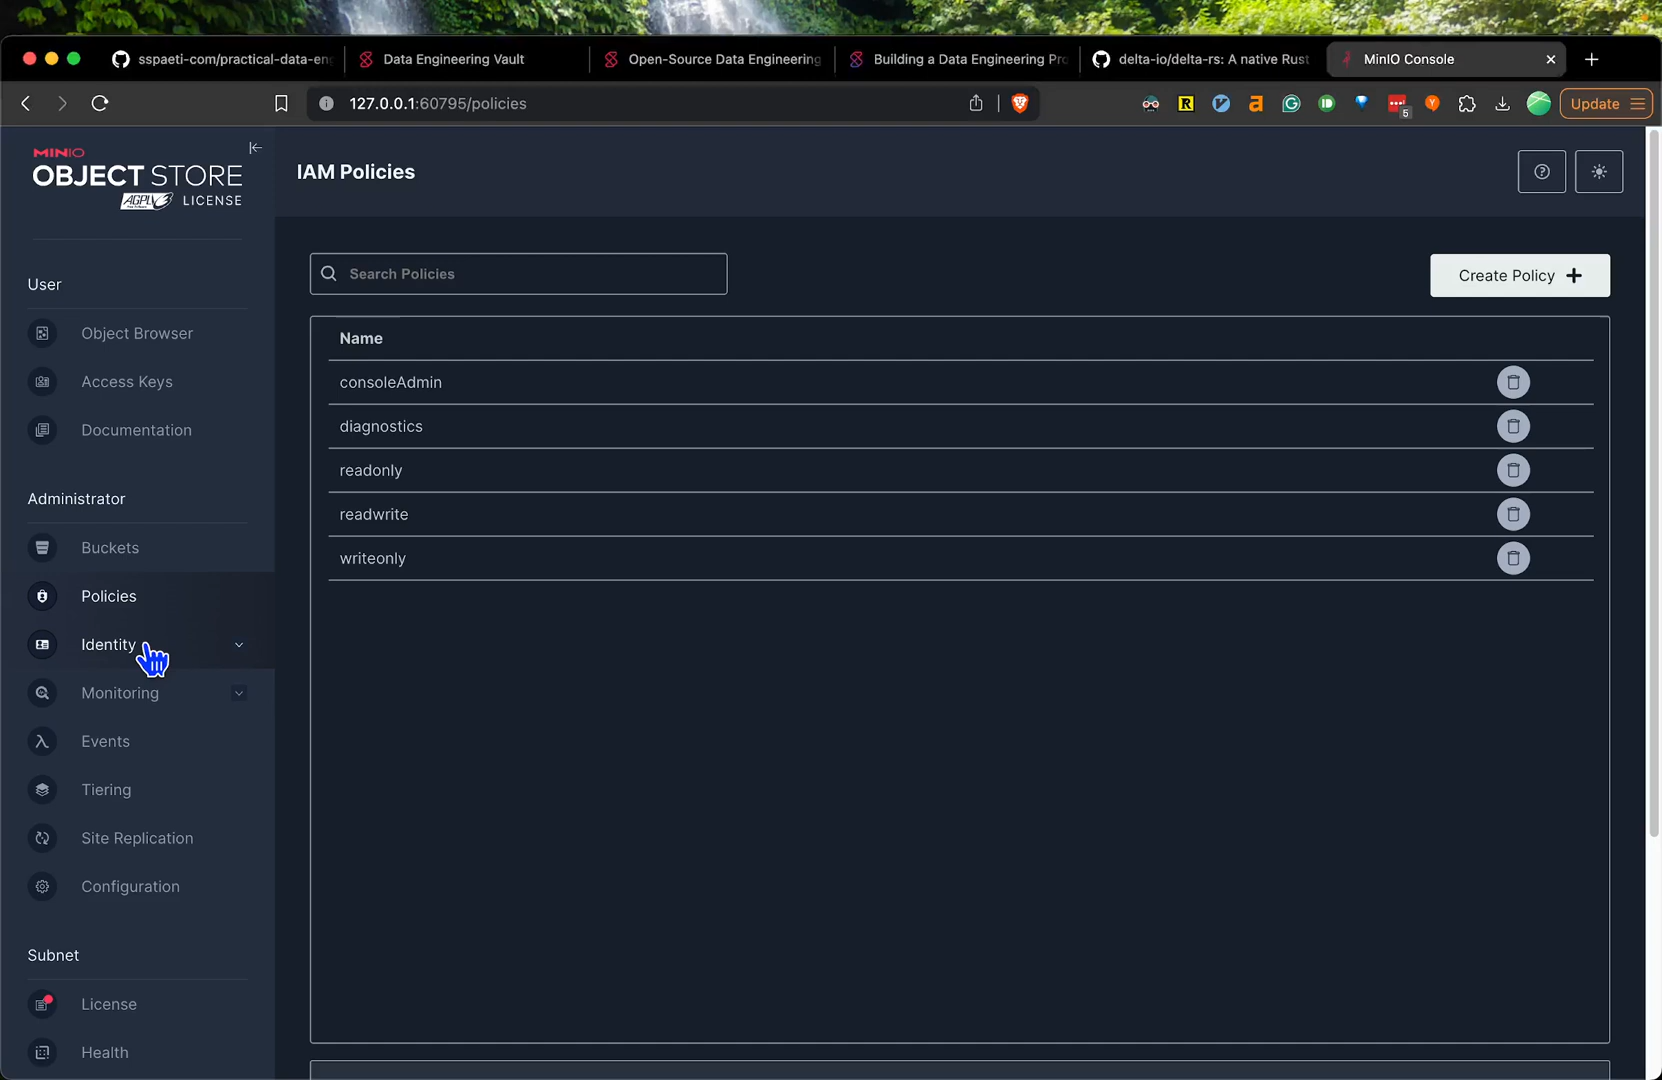 sspaeti-com/practical-data-en
Data Engineering Vault
Open-Source Data Engineering
Building a Data Engineering Pro
delta-io/delta-rs: A native Rust
MinIO Console
127.0.0.1:60795/policies
5
Update
MINIO
OBJECT STORE
AGPLv3 LICENSE
IAM Policies
User
Search Policies
Create Policy
Object Browser
Name
Access Keys
consoleAdmin
Documentation
diagnostics
readonly
Administrator
readwrite
Buckets
writeonly
Policies
Identity
Monitoring
Events
Tiering
Site Replication
Configuration
Subnet
License
Health